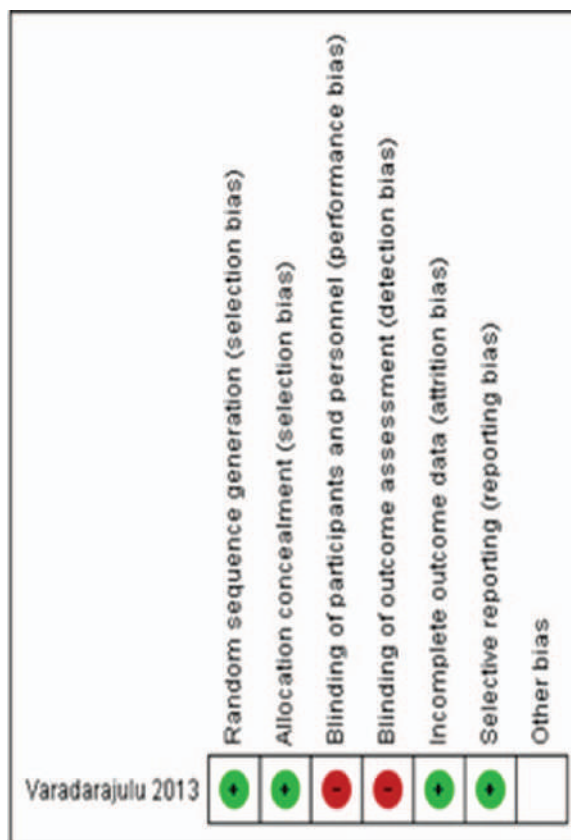 Random sequence generation (selection bias)
Allocation concealment (selection bias)
Blinding of participants and personnel (performance bias)
Blinding of outcome assessment (detection bias)
Incomplete outcome data (attrition bias)
Selective reporting (reporting bias)
Other bias
Varadarajulu 2013 + + - - + +